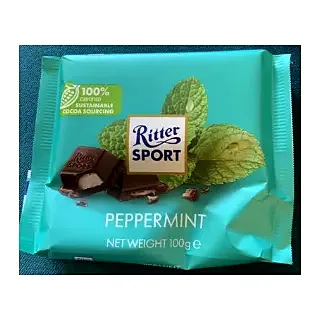 100%
CERTIFIED
SUSTAINABLE
COCOA SOURCING
Ritter
SPORT
PEPPERMINT
NET WEIGHT 100g ℮